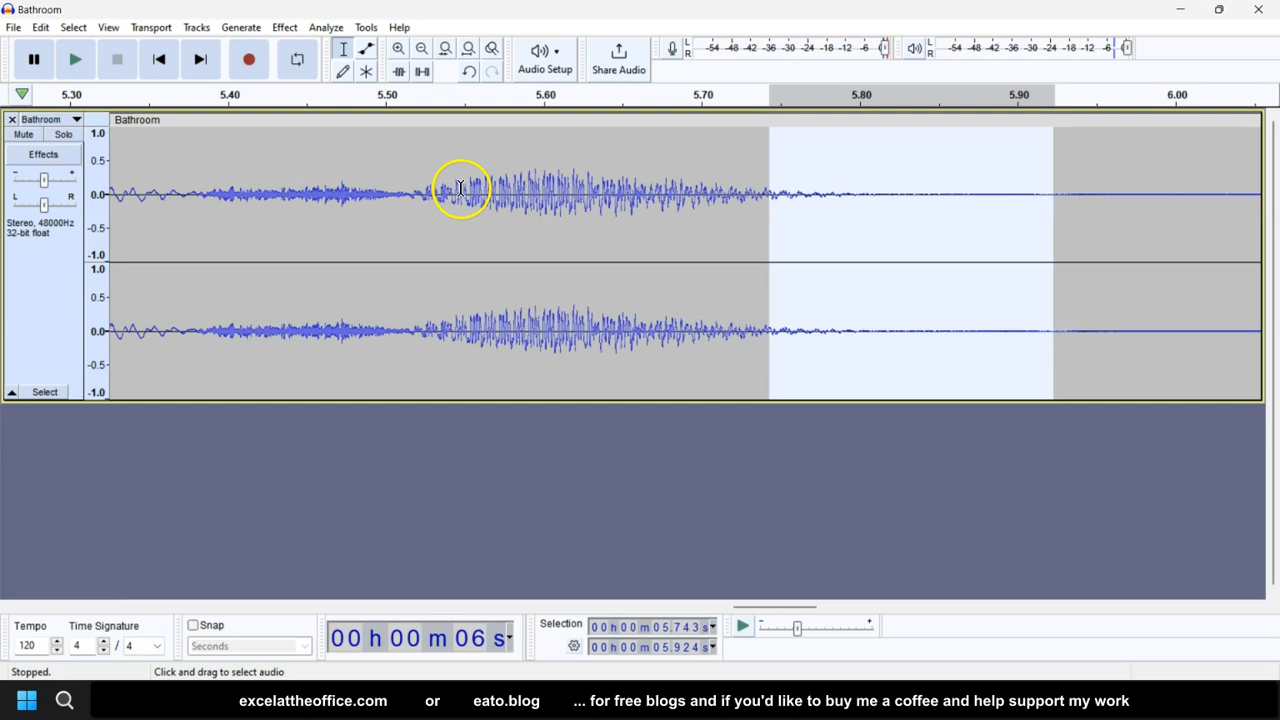 Bathroom
File Edit Select View Transport Tracks Generate Effect Analyze Tools Help
Audio Setup
Share Audio
L R -54 -48 -42 -36 -30 -24 -18 -12 -6 0
L R -54 -48 -42 -36 -30 -24 -18 -12 -6 0
5.30 5.40 5.50 5.60 5.70 5.80 5.90 6.00
Bathroom
Bathroom
Mute Solo
Effects
- +
L R
Stereo, 48000Hz
32-bit float
Select
1.0
0.5
0.0
-0.5
-1.0
1.0
0.5
0.0
-0.5
-1.0
Tempo
120
Time Signature
4 / 4
Snap
Seconds
00 h 00 m 06 s
Selection
00 h 00 m 05.743 s
00 h 00 m 05.924 s
- +
Stopped. Click and drag to select audio
excelattheoffice.com or eato.blog ... for free blogs and if you'd like to buy me a coffee and help support my work